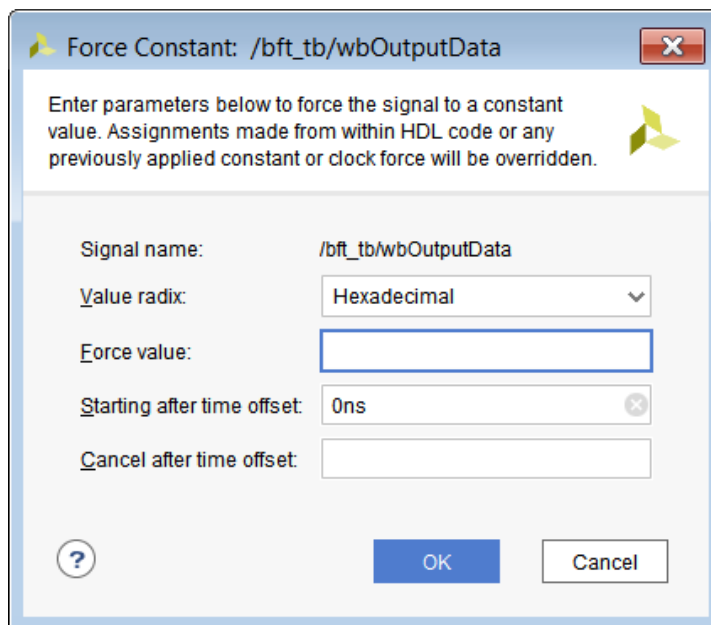 Force Constant: /bft_tb/wbOutputData
Enter parameters below to force the signal to a constant
value. Assignments made from within HDL code or any
previously applied constant or clock force will be overridden.
Signal name: /bft_tb/wbOutputData
Value radix: Hexadecimal
Force value:
Starting after time offset: 0ns
Cancel after time offset:
? OK Cancel